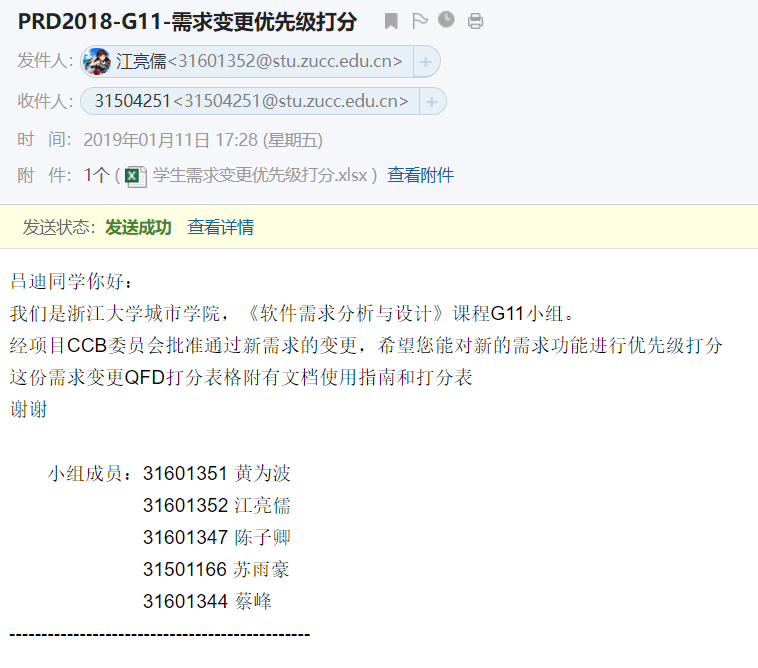 PRD2018-G11-需求变更优先级打分
发件人：江亮儒<31601352@stu.zucc.edu.cn> +
收件人：31504251<31504251@stu.zucc.edu.cn> +
时 间：2019年01月11日 17:28 (星期五)
附 件：1个 ( 学生需求变更优先级打分.xlsx ) 查看附件
发送状态：发送成功 查看详情
吕迪同学你好：
我们是浙江大学城市学院，《软件需求分析与设计》课程G11小组。
经项目CCB委员会批准通过新需求的变更，希望您能对新的需求功能进行优先级打分
这份需求变更QFD打分表格附有文档使用指南和打分表
谢谢
小组成员：31601351 黄为波
31601352 江亮儒
31601347 陈子卿
31501166 苏雨豪
31601344 蔡峰
-----------------------------------------------